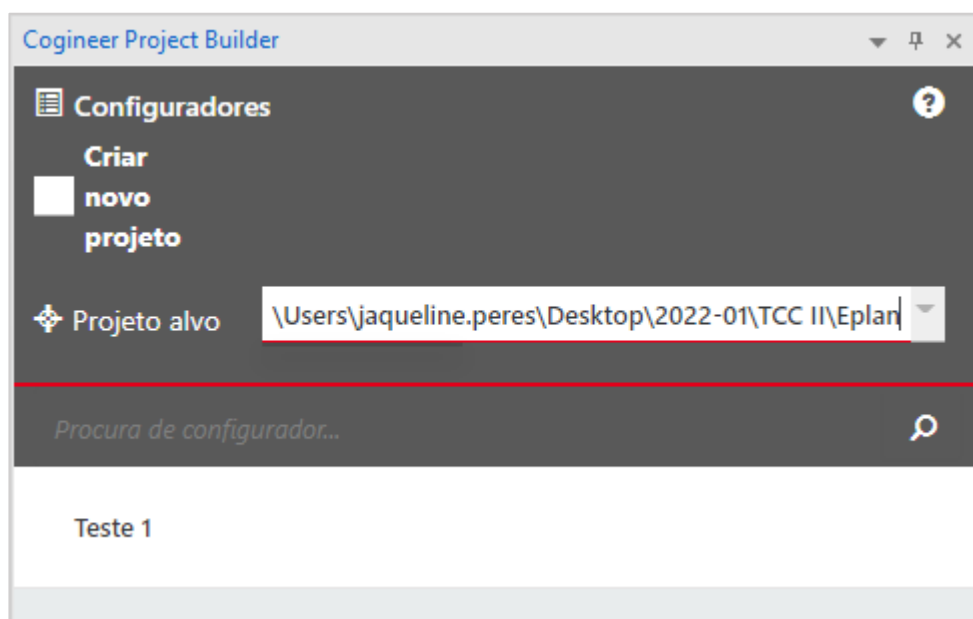 Cogineer Project Builder
Configuradores
Criar
novo
projeto
Projeto alvo
\Users\jaqueline.peres\Desktop\2022-01\TCC II\Eplan
Procura de configurador...
Teste 1